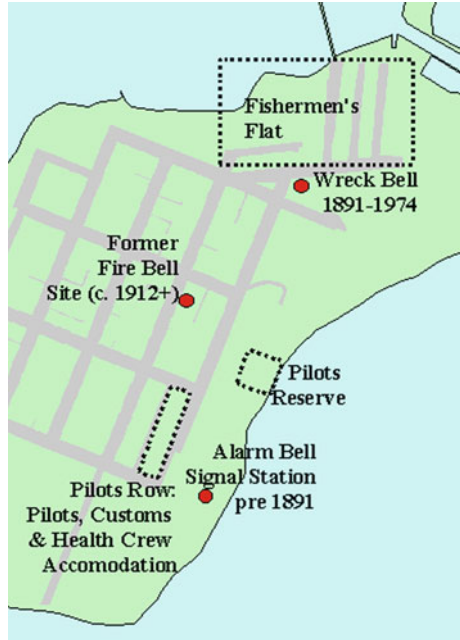 Fishermen's
Flat
Wreck Bell
1891-1974
Former
Fire Bell
Site (c. 1912+)
Pilots
Reserve
Alarm Bell
Signal Station
pre 1891
Pilots Row:
Pilots, Customs
& Health Crew
Accomodation